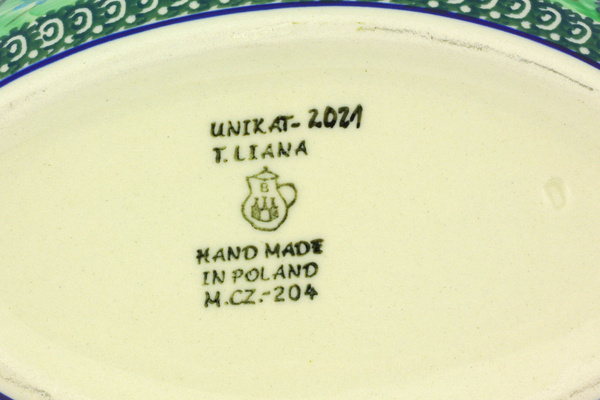 UNIKAT-2021
T. LIANA
B
HAND MADE
IN POLAND
M.CZ.-204